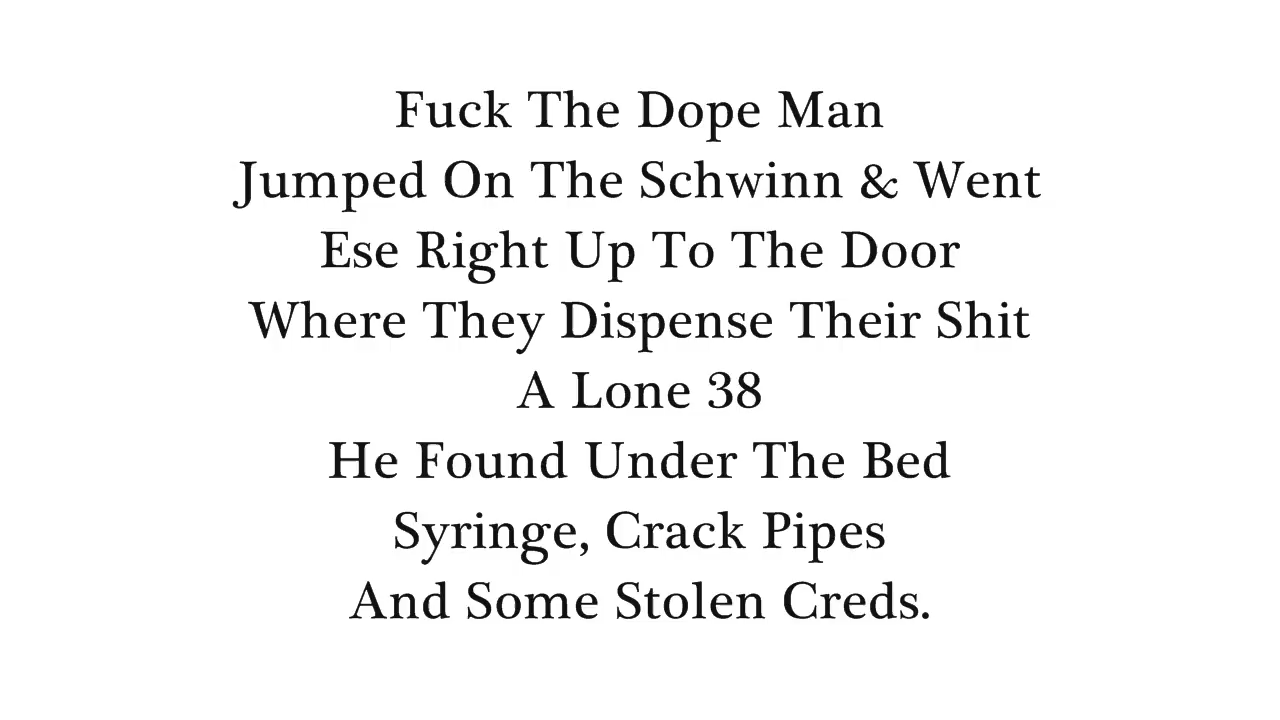 Fuck The Dope Man
Jumped On The Schwinn & Went
Ese Right Up To The Door
Where They Dispense Their Shit
A Lone 38
He Found Under The Bed
Syringe, Crack Pipes
And Some Stolen Creds.